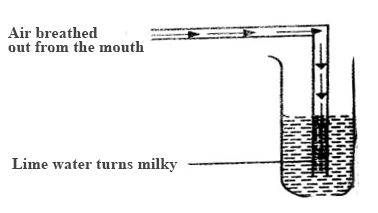 Air breathed
out from the mouth
Lime water turns milky